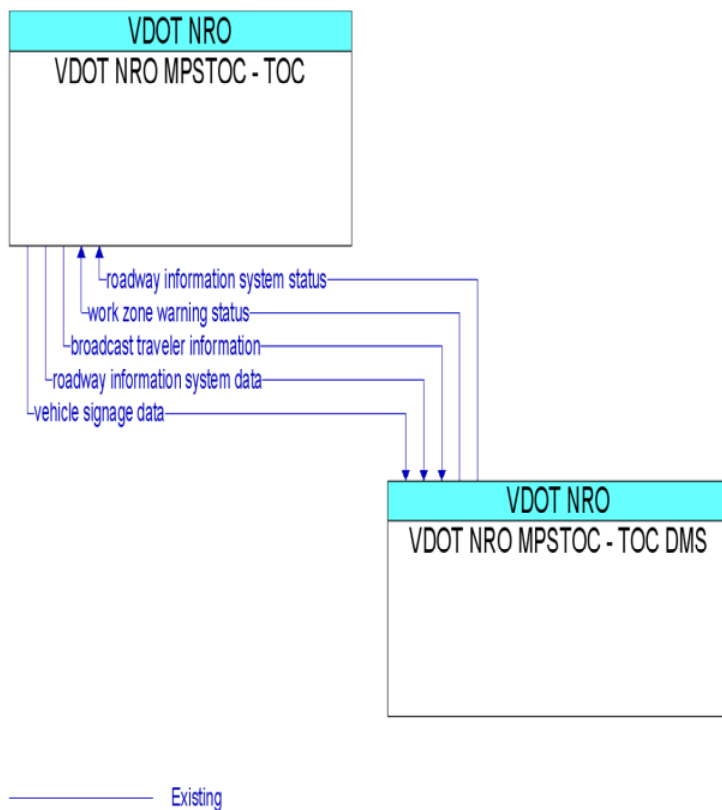 VDOT NRO
VDOT NRO MPSTOC - TOC
roadway information system status
work zone warning status
broadcast traveler information
roadway information system data
vehicle signage data
VDOT NRO
VDOT NRO MPSTOC - TOC DMS
Existing